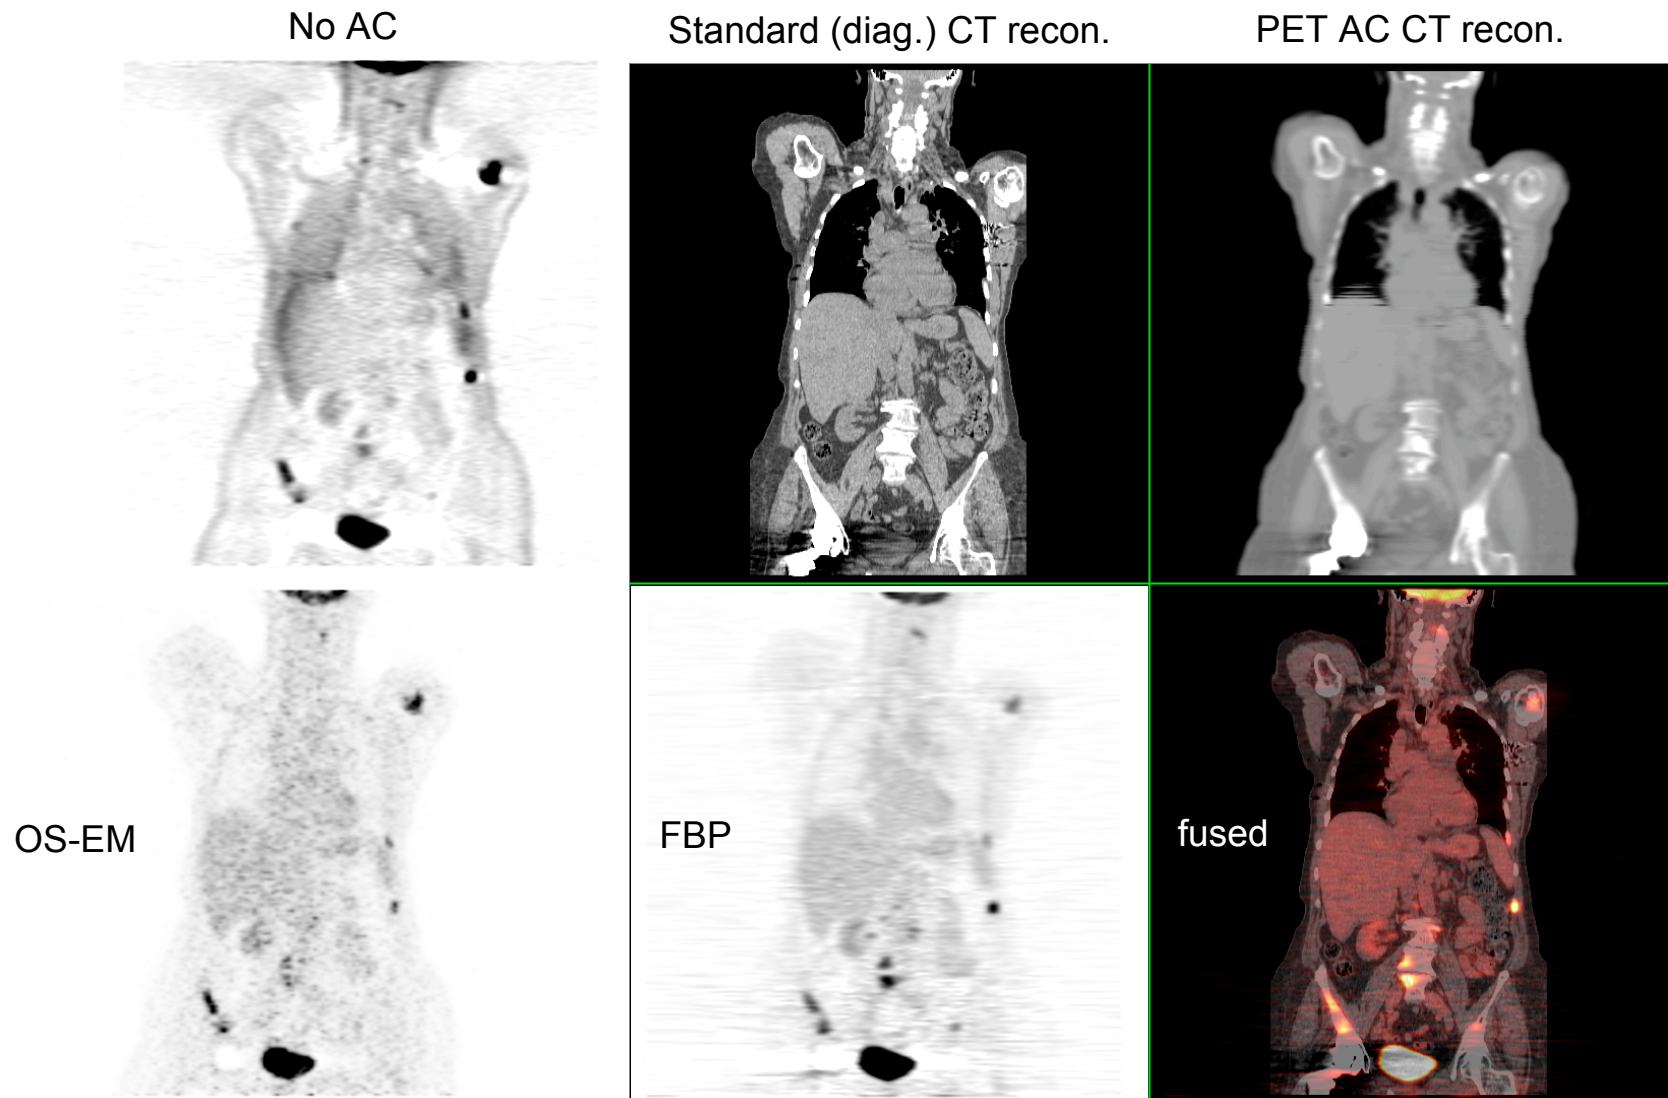 No AC
Standard (diag.) CT recon.
PET AC CT recon.
OS-EM
FBP
fused